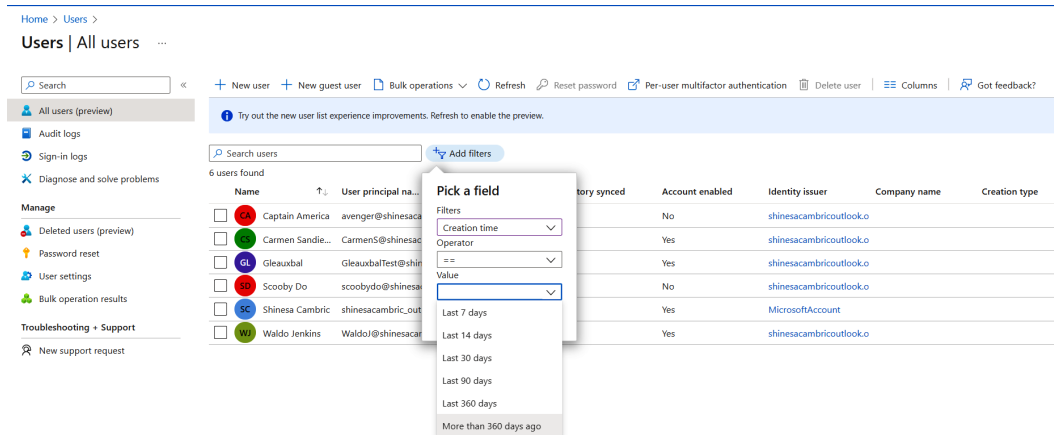 Home > Users >
Users | All users ...
Search «
+ New user + New guest user Bulk operations Refresh Reset password Per-user multifactor authentication Delete user Columns Got feedback?
All users (preview)
Audit logs
Sign-in logs
Diagnose and solve problems
Manage
Deleted users (preview)
Password reset
User settings
Bulk operation results
Troubleshooting + Support
New support request
Try out the new user list experience improvements. Refresh to enable the preview.
Search users
Add filters
6 users found
Name ↑↓ User principal na... tory synced Account enabled Identity issuer Company name Creation type
CA Captain America avenger@shinesaca No shinesacambricoutlook.o
CS Carmen Sandie... CarmenS@shinesac Yes shinesacambricoutlook.o
GL Gleauxbal GleauxbalTest@shin Yes shinesacambricoutlook.o
SD Scooby Do scoobydo@shinesa No shinesacambricoutlook.o
SC Shinesa Cambric shinesacambric_out Yes MicrosoftAccount
WJ Waldo Jenkins WaldoJ@shinesacar Yes shinesacambricoutlook.o
Pick a field
Filters
Creation time
Operator
==
Value
Last 7 days
Last 14 days
Last 30 days
Last 90 days
Last 360 days
More than 360 days ago